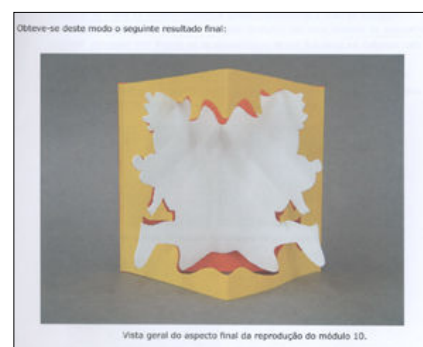 Obteve-se deste modo o seguinte resultado final:
Vista geral do aspecto final da reprodução do módulo 10.